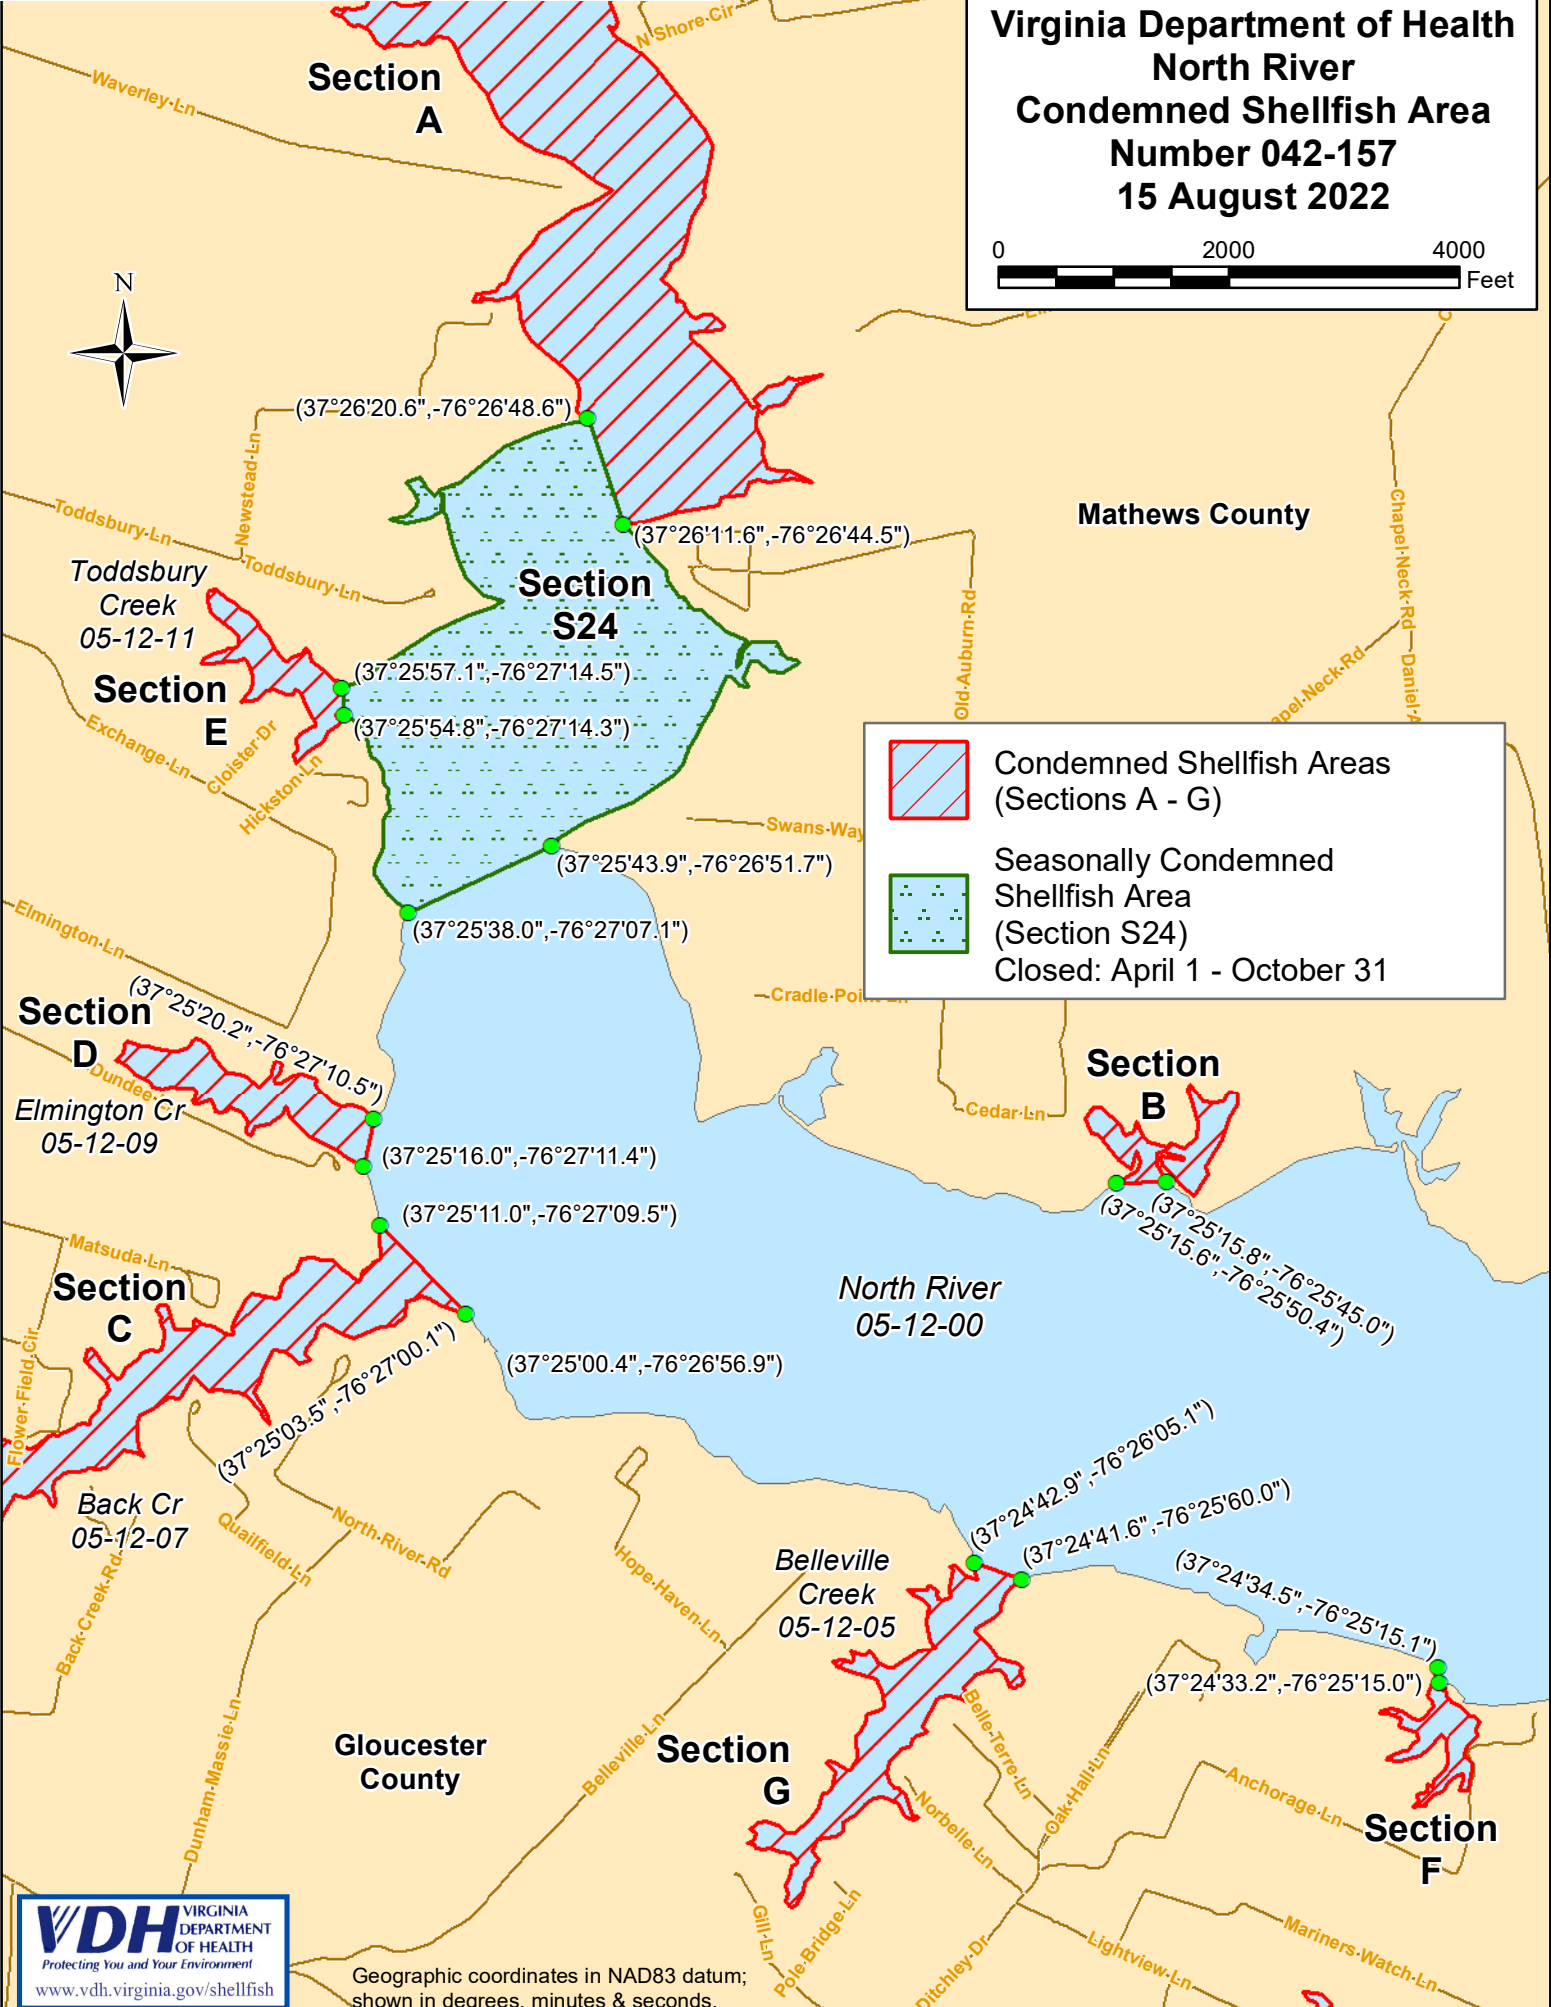 Virginia Department of Health
North River
Condemned Shellfish Area
Number 042-157
15 August 2022
0 2000 4000
Feet
N Shore Cir
Waverley Ln
Section
A
N
(37°26'20.6",-76°26'48.6")
Newstead Ln
Toddsbury Ln
Toddsbury Ln
(37°26'11.6",-76°26'44.5")
Mathews County
Chapel Neck Rd
Toddsbury
Creek
05-12-11
Section
S24
Old Auburn Rd
Section
E
(37°25'57.1",-76°27'14.5")
(37°25'54.8",-76°27'14.3")
Exchange Ln
Cloister Dr
Hickston Ln
apel Neck Rd
Daniel A
Condemned Shellfish Areas
(Sections A - G)
Seasonally Condemned
Shellfish Area
(Section S24)
Closed: April 1 - October 31
Swans Way
(37°25'43.9",-76°26'51.7")
(37°25'38.0",-76°27'07.1")
Elmington Ln
Cradle Point Ln
Section
D
(37°25'20.2",-76°27'10.5")
Dundee
Elmington Cr
05-12-09
(37°25'16.0",-76°27'11.4")
Cedar Ln
Section
B
(37°25'15.8",-76°25'45.0")
(37°25'15.6",-76°25'50.4")
(37°25'11.0",-76°27'09.5")
Matsuda Ln
Section
C
North River
05-12-00
Flower Field Cir
(37°25'03.5",-76°27'00.1")
(37°25'00.4",-76°26'56.9")
Back Cr
05-12-07
Back Creek Rd
Quailfield Ln
North River Rd
Hope Haven Ln
(37°24'42.9",-76°26'05.1")
(37°24'41.6",-76°25'60.0")
Belleville
Creek
05-12-05
(37°24'34.5",-76°25'15.1")
(37°24'33.2",-76°25'15.0")
Gloucester
County
Dunham Massie Ln
Belleville Ln
Section
G
Belle Terre Ln
Oak Hall Ln
Norbelle Ln
Anchorage Ln
Section
F
Gill Ln
Pole Bridge Ln
Ditchley Dr
Lightview Ln
Mariners Watch Ln
VDH VIRGINIA
DEPARTMENT
OF HEALTH
Protecting You and Your Environment
www.vdh.virginia.gov/shellfish
Geographic coordinates in NAD83 datum;
shown in degrees, minutes & seconds.